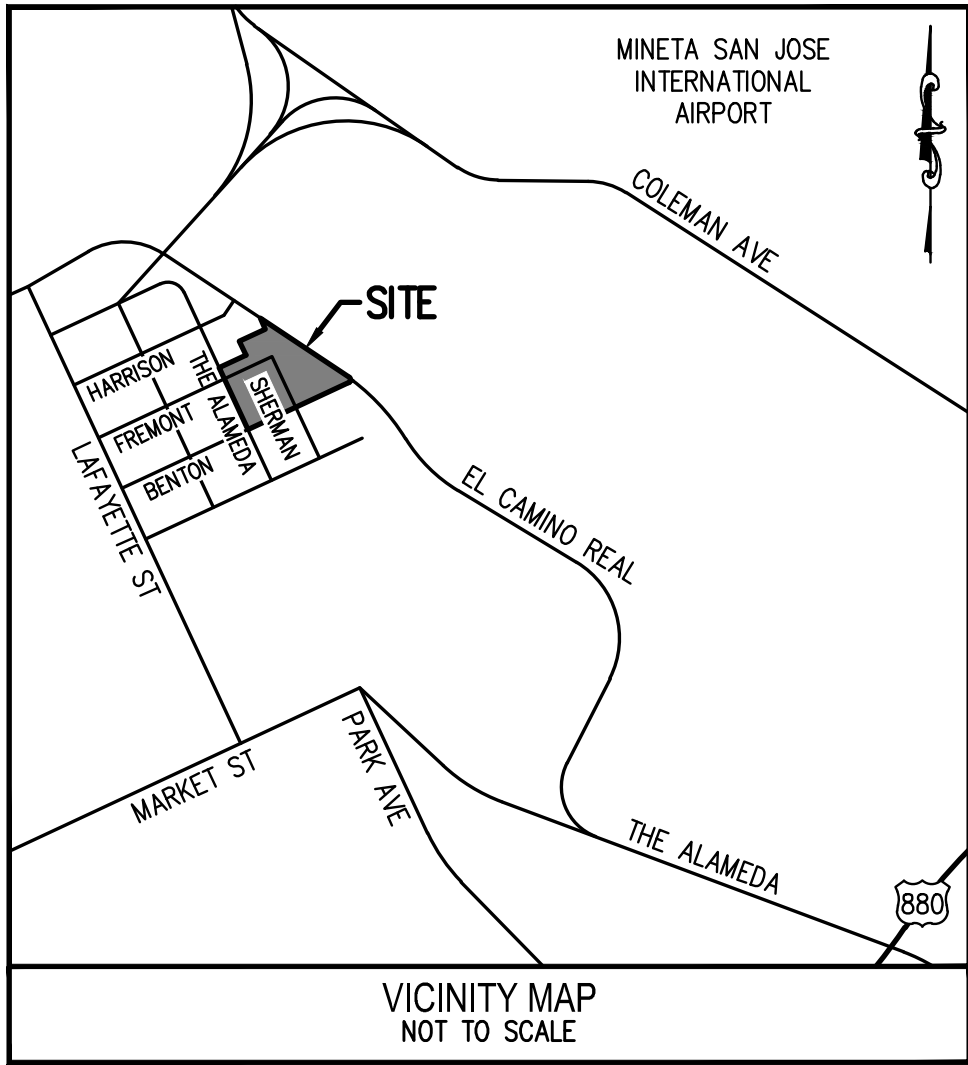 MINETA SAN JOSE
INTERNATIONAL
AIRPORT
COLEMAN AVE
SITE
HARRISON
THE ALAMEDA
SHERMAN
FREMONT
BENTON
LAFAYETTE ST
EL CAMINO REAL
PARK AVE
MARKET ST
THE ALAMEDA
880
VICINITY MAP
NOT TO SCALE